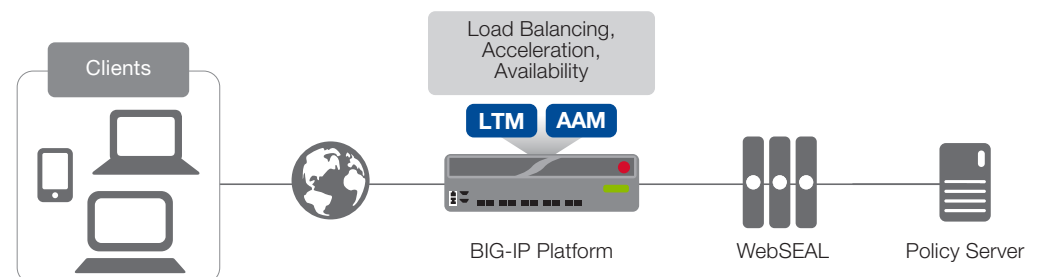 Load Balancing,
Acceleration,
Availability
Clients
LTM
AAM
BIG-IP Platform
WebSEAL
Policy Server